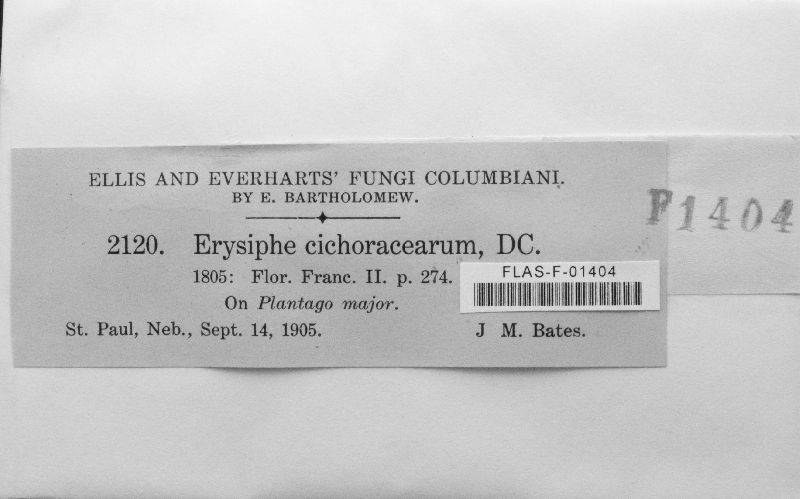 ELLIS AND EVERHARTS' FUNGI COLUMBIANI.
BY E. BARTHOLOMEW.
2120. Erysiphe cichoracearum, DC.
1805: Flor. Franc. II. p. 274.
On Plantago major.
St. Paul, Neb., Sept. 14, 1905. J M. Bates.
FLAS-F-01404
F1404